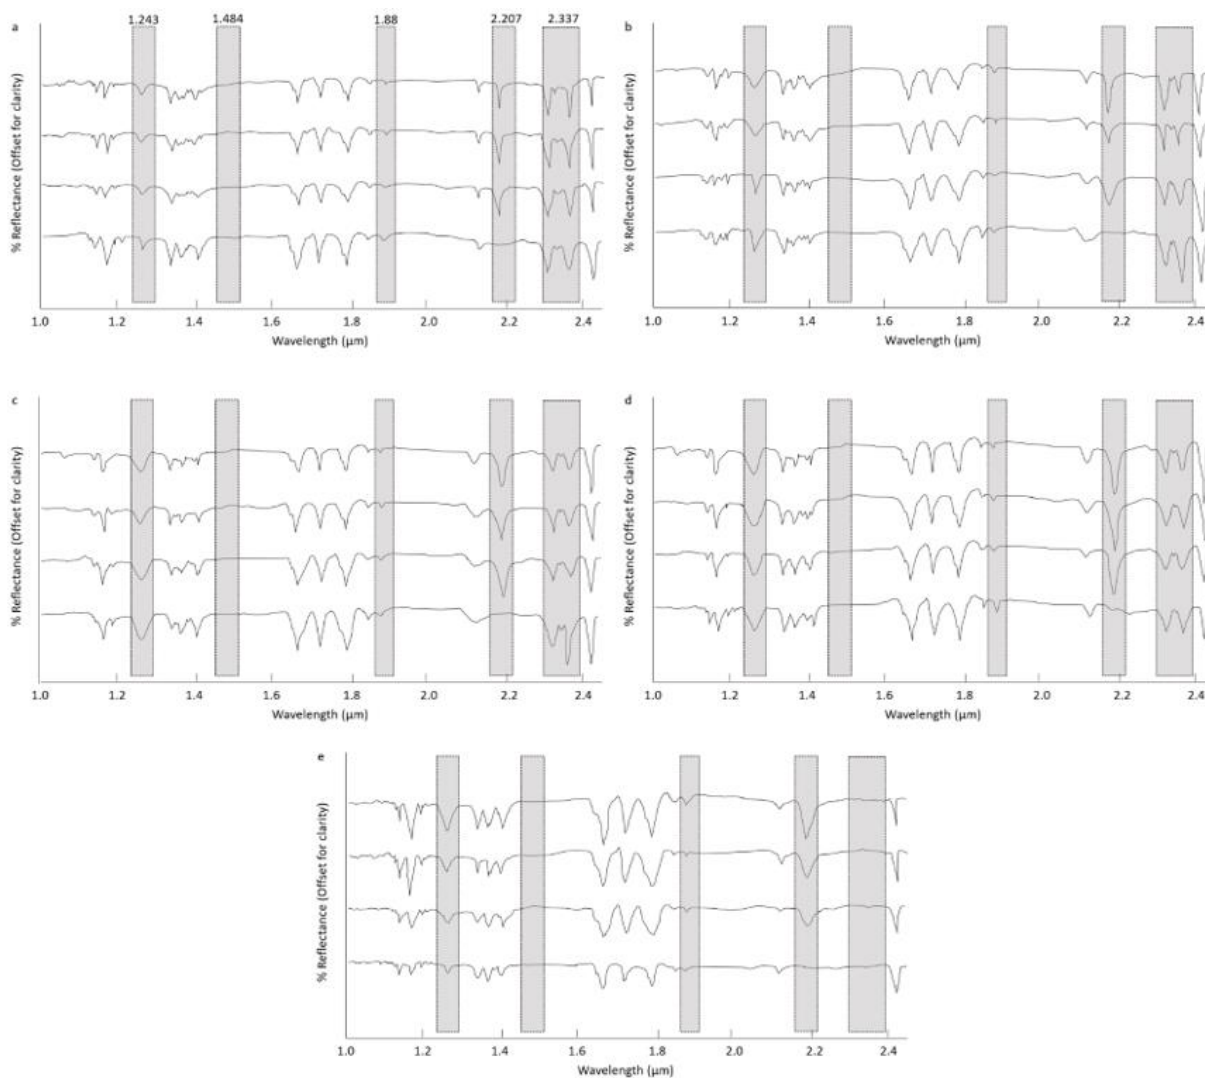 a
1.243 1.484 1.88 2.207 2.337
% Reflectance (Offset for clarity)
1.0 1.2 1.4 1.6 1.8 2.0 2.2 2.4
Wavelength (μm)
b
% Reflectance (Offset for clarity)
1.0 1.2 1.4 1.6 1.8 2.0 2.2 2.4
Wavelength (μm)
c
% Reflectance (Offset for clarity)
1.0 1.2 1.4 1.6 1.8 2.0 2.2 2.4
Wavelength (μm)
d
% Reflectance (Offset for clarity)
1.0 1.2 1.4 1.6 1.8 2.0 2.2 2.4
Wavelength (μm)
e
% Reflectance (Offset for clarity)
1.0 1.2 1.4 1.6 1.8 2.0 2.2 2.4
Wavelength (μm)